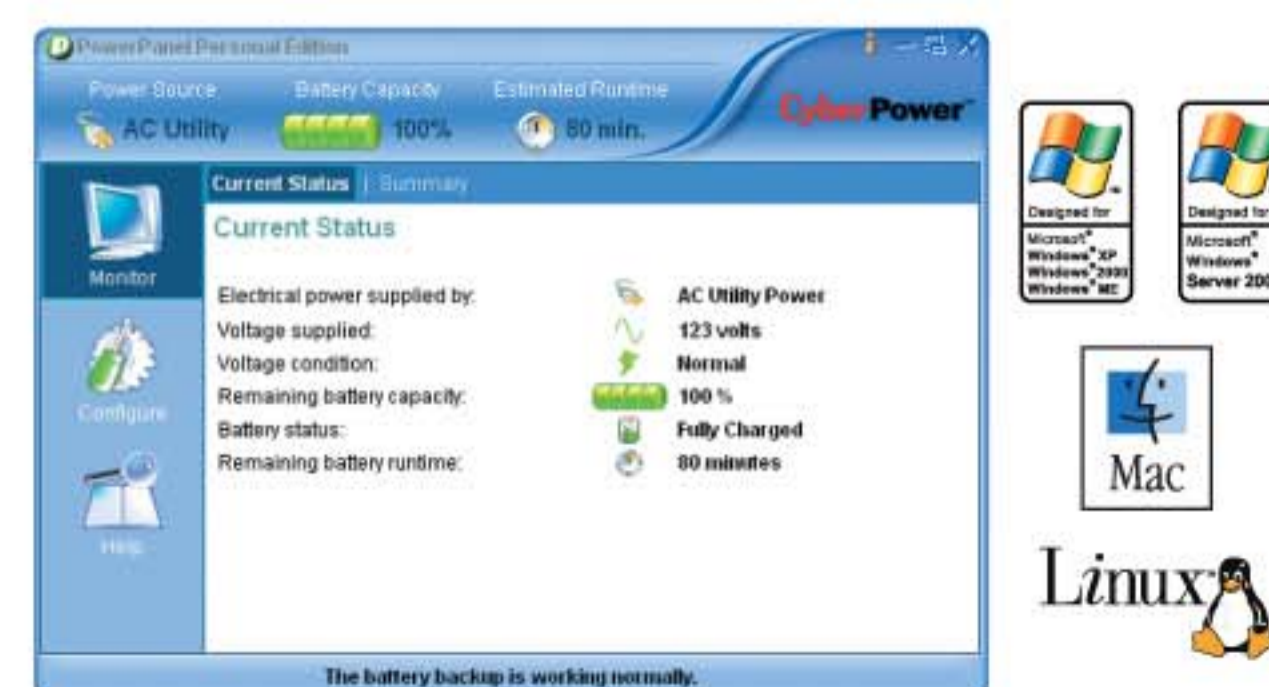 PowerPanel Personal Edition
Power Source Battery Capacity Estimated Runtime
AC Utility 100% 80 min.
CyberPower
Current Status | Summary
Current Status
Monitor
Electrical power supplied by: AC Utility Power
Voltage supplied: 123 volts
Voltage condition: Normal
Remaining battery capacity: 100 %
Battery status: Fully Charged
Remaining battery runtime: 80 minutes
Configure
Help
The battery backup is working normally.
Designed for
Microsoft®
Windows® XP
Windows® 2000
Windows® ME
Designed for
Microsoft®
Windows®
Server 200
Mac
Linux